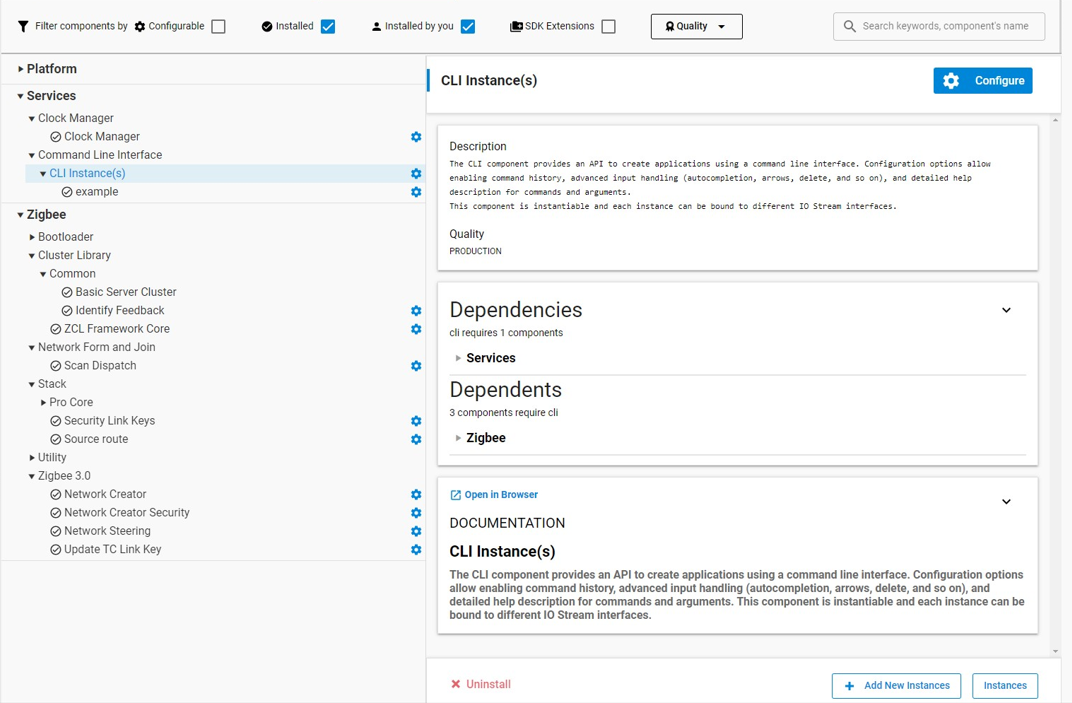 Filter components by Configurable Installed Installed by you SDK Extensions Quality Search keywords, component's name
Platform
Services
Clock Manager
Clock Manager
Command Line Interface
CLI Instance(s)
example
Zigbee
Bootloader
Cluster Library
Common
Basic Server Cluster
Identify Feedback
ZCL Framework Core
Network Form and Join
Scan Dispatch
Stack
Pro Core
Security Link Keys
Source route
Utility
Zigbee 3.0
Network Creator
Network Creator Security
Network Steering
Update TC Link Key
CLI Instance(s)
Configure
Description
The CLI component provides an API to create applications using a command line interface. Configuration options allow
enabling command history, advanced input handling (autocompletion, arrows, delete, and so on), and detailed help
description for commands and arguments.
This component is instantiable and each instance can be bound to different IO Stream interfaces.
Quality
PRODUCTION
Dependencies
cli requires 1 components
Services
Dependents
3 components require cli
Zigbee
Open in Browser
DOCUMENTATION
CLI Instance(s)
The CLI component provides an API to create applications using a command line interface. Configuration options
allow enabling command history, advanced input handling (autocompletion, arrows, delete, and so on), and
detailed help description for commands and arguments. This component is instantiable and each instance can be
bound to different IO Stream interfaces.
Uninstall
Add New Instances
Instances